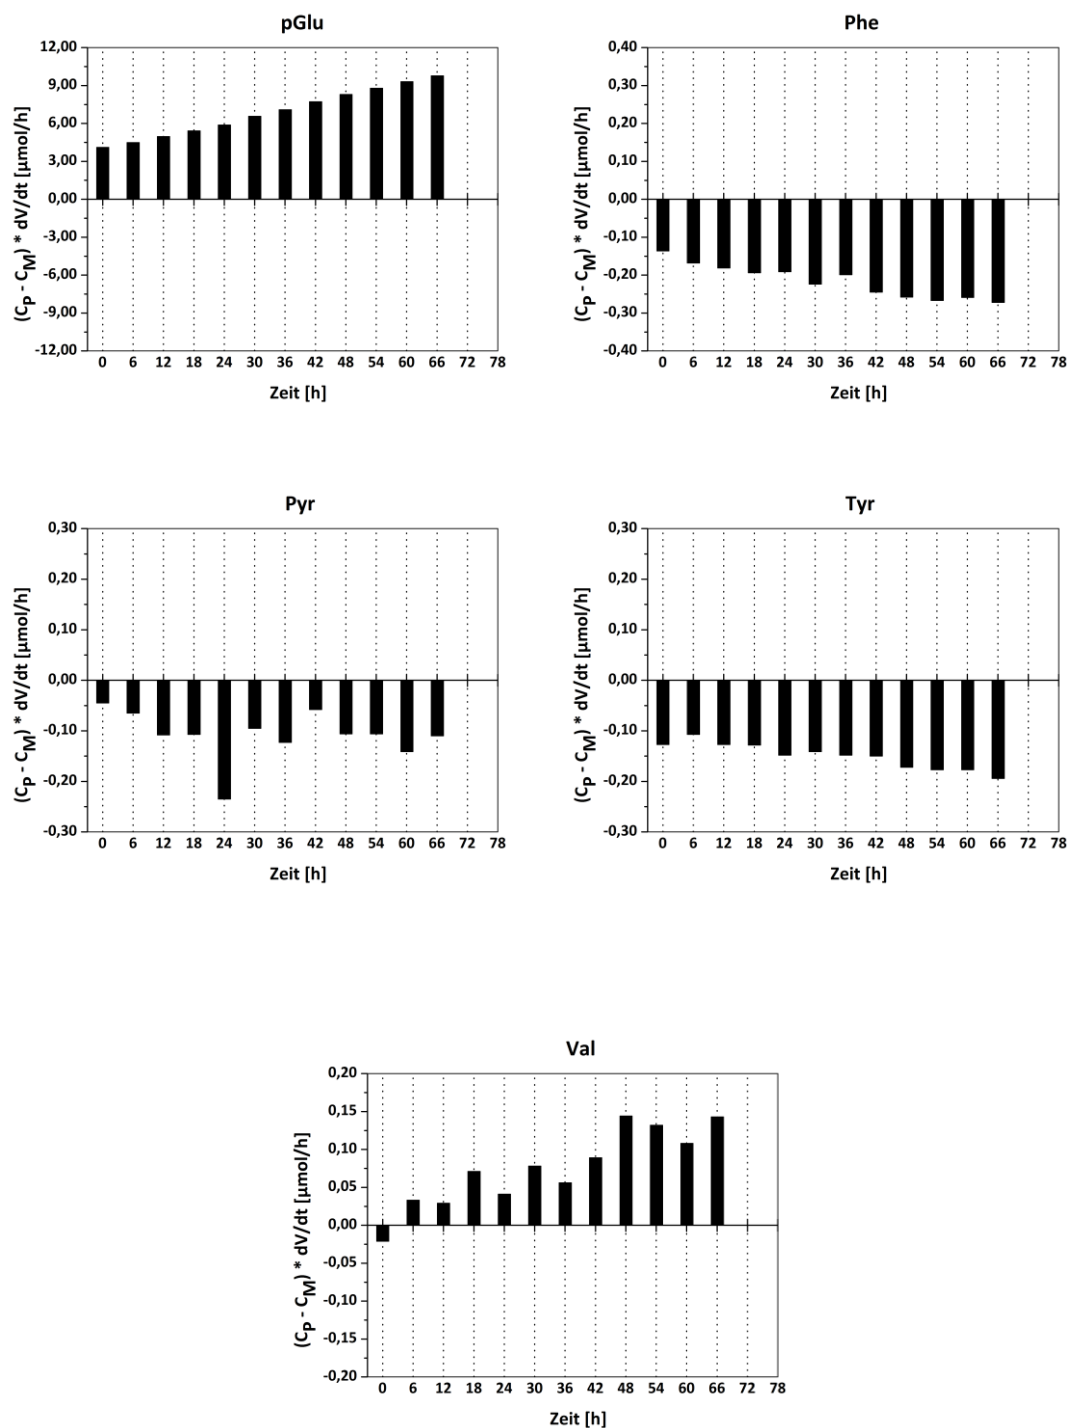 pGlu
12,00
9,00
6,00
3,00
0,00
-3,00
-6,00
-9,00
-12,00
(CP - CM) * dV/dt [µmol/h]
0 6 12 18 24 30 36 42 48 54 60 66 72 78
Zeit [h]
Phe
0,40
0,30
0,20
0,10
0,00
-0,10
-0,20
-0,30
-0,40
(CP - CM) * dV/dt [µmol/h]
0 6 12 18 24 30 36 42 48 54 60 66 72 78
Zeit [h]
Pyr
0,30
0,20
0,10
0,00
-0,10
-0,20
-0,30
(CP - CM) * dV/dt [µmol/h]
0 6 12 18 24 30 36 42 48 54 60 66 72 78
Zeit [h]
Tyr
0,30
0,20
0,10
0,00
-0,10
-0,20
-0,30
(CP - CM) * dV/dt [µmol/h]
0 6 12 18 24 30 36 42 48 54 60 66 72 78
Zeit [h]
Val
0,20
0,15
0,10
0,05
0,00
-0,05
-0,10
-0,15
-0,20
(CP - CM) * dV/dt [µmol/h]
0 6 12 18 24 30 36 42 48 54 60 66 72 78
Zeit [h]